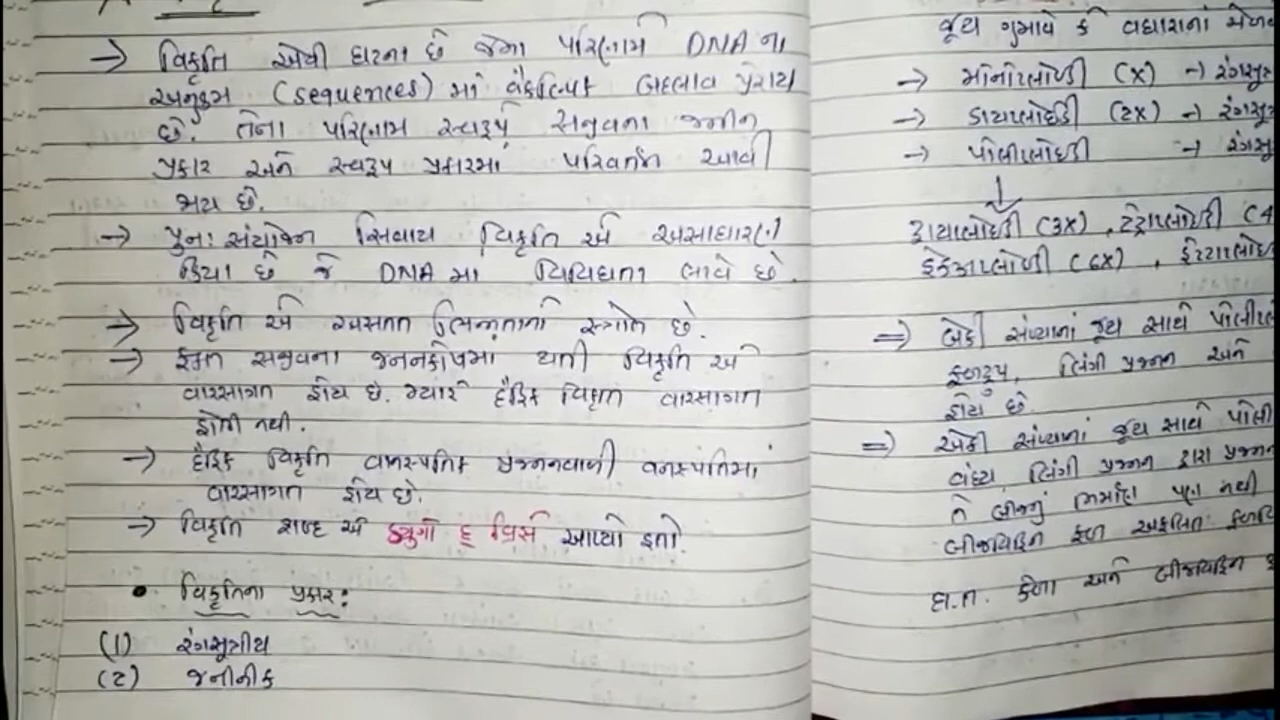 → વિકૃતિ એવી ઘટના છે જેમાં પરિણામે DNA ના
અનુક્રમ (sequences) માં વૈકલ્પિક બદલાવ પ્રેરાય
છે. તેના પરિણામ સ્વરૂપે સજીવના જનીન
પ્રકાર અને સ્વરૂપ પ્રકારમાં પરિવર્તન આવી
જાય છે.
→ પુનઃ સંયોજન સિવાય વિકૃતિ એ અસાધારણ
ક્રિયા છે જે DNA માં વિવિધતા લાવે છે.
→ વિકૃતિ એ અસતત ભિન્નતાનો સ્ત્રોત છે.
→ ફક્ત સજીવના જનનકોષમાં થતી વિકૃતિ એ
વારસાગત હોય છે. જ્યારે દૈહિક વિકૃત વારસાગત
હોતી નથી.
→ દૈહિક વિકૃતિ વાનસ્પતિક પ્રજનનવાળી વનસ્પતિમાં
વારસાગત હોય છે.
→ વિકૃતિ શબ્દ એ હ્યુગો દ્ વ્રિસે આપ્યો હતો.
• વિકૃતિના પ્રકાર:
(1) રંગસૂત્રીય
(2) જનીનીક
જૂથ ગુમાવે કે વધારાનાં
→ મોનોપ્લોઈડી (x) →
→ ડાયપ્લોઈડી (2x) →
→ પોલીપ્લોઈડી →
↓
ટ્રાયપ્લોઈડી (3x), ટેટ્રાપ્લોઈડી (4
હેક્ઝાપ્લોઈડી (6x),
⇒ બેકી સંખ્યાનાં જૂથ સાથે
ફળદ્રુપ, લિંગી પ્રજનન અને
હોય છે.
⇒ એકી સંખ્યાનાં જૂથ સાથે
વંધ્ય લિંગી પ્રજનન દ્વારા
તે બીજનું નિર્માણ પણ નથી
બીજવિહિન ફળ અફલિત
દા.ત. કેળા અને બીજવિહિન